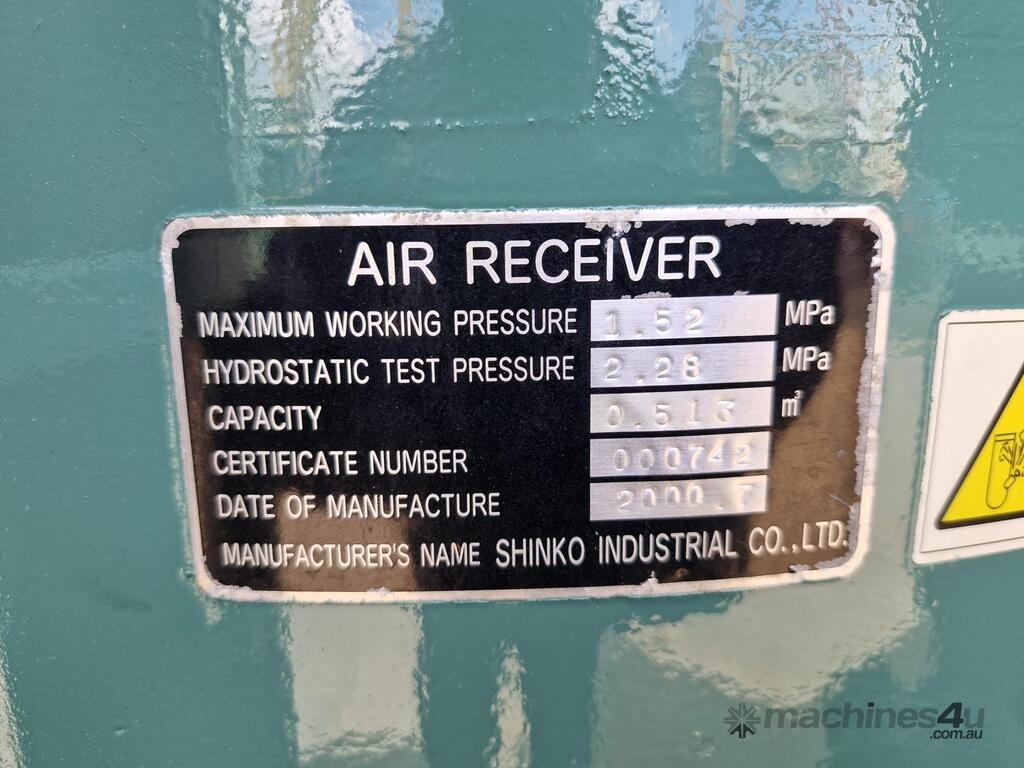 AIR RECEIVER
MAXIMUM WORKING PRESSURE 1.52 MPa
HYDROSTATIC TEST PRESSURE 2.28 MPa
CAPACITY 0.513 m³
CERTIFICATE NUMBER 000742
DATE OF MANUFACTURE 2000.7
MANUFACTURER'S NAME SHINKO INDUSTRIAL CO.,LTD.
machines4u
.com.au